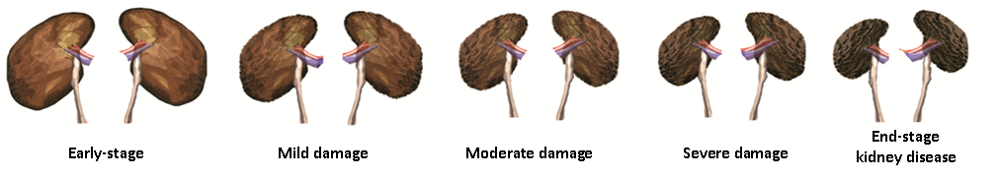 Early-stage
Mild damage
Moderate damage
Severe damage
End-stage
kidney disease